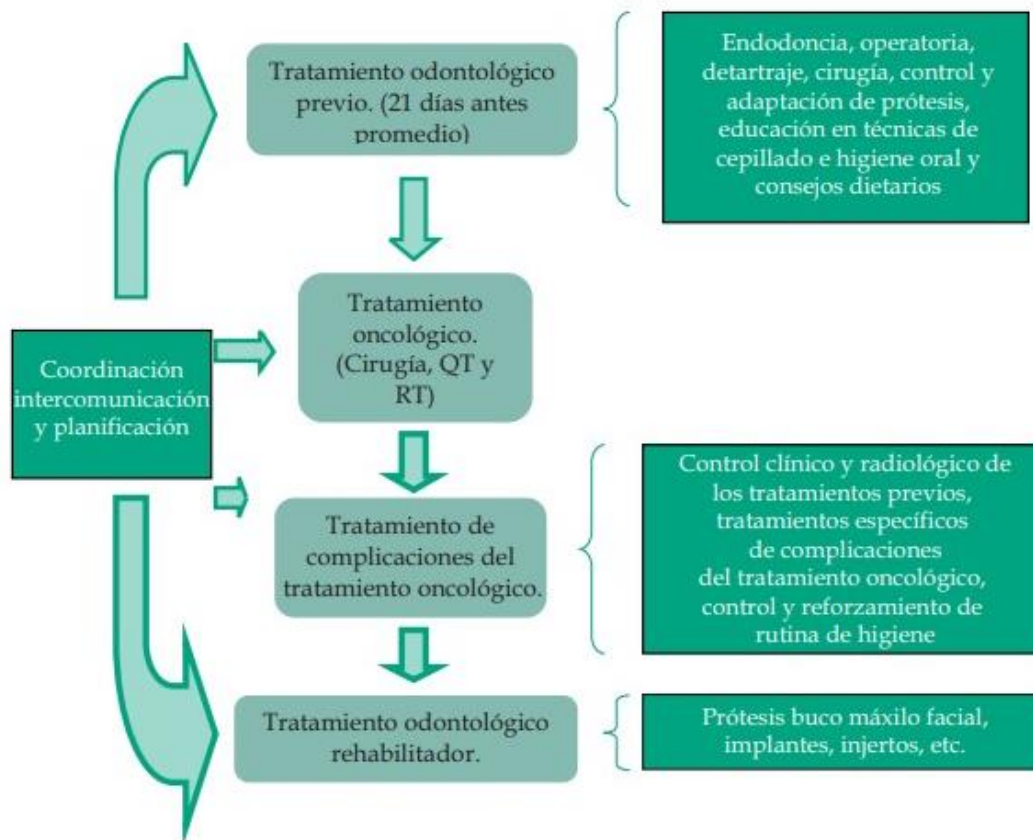 Tratamiento odontológico
previo. (21 días antes
promedio)
Endodoncia, operatoria,
detartraje, cirugía, control y
adaptación de prótesis,
educación en técnicas de
cepillado e higiene oral y
consejos dietarios
Coordinación
intercomunicación
y planificación
Tratamiento
oncológico.
(Cirugía, QT y
RT)
Tratamiento de
complicaciones del
tratamiento oncológico.
Control clínico y radiológico de
los tratamientos previos,
tratamientos específicos
de complicaciones
del tratamiento oncológico,
control y reforzamiento de
rutina de higiene
Tratamiento odontológico
rehabilitador.
Prótesis buco máxilo facial,
implantes, injertos, etc.